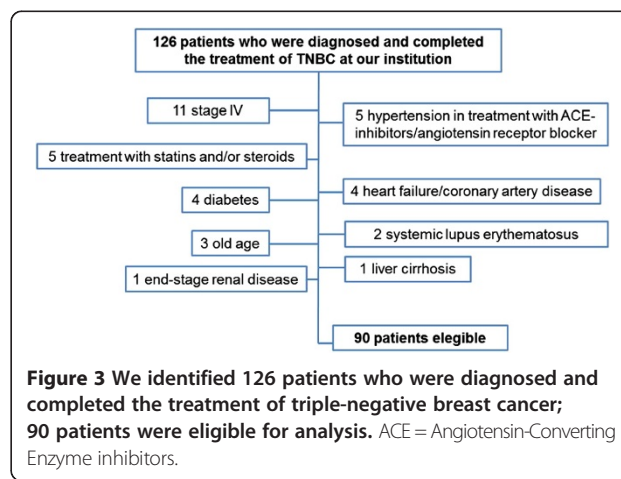 126 patients who were diagnosed and completed
the treatment of TNBC at our institution
11 stage IV
5 hypertension in treatment with ACE-
inhibitors/angiotensin receptor blocker
5 treatment with statins and/or steroids
4 heart failure/coronary artery disease
4 diabetes
2 systemic lupus erythematosus
3 old age
1 liver cirrhosis
1 end-stage renal disease
90 patients elegible
Figure 3 We identified 126 patients who were diagnosed and
completed the treatment of triple-negative breast cancer;
90 patients were eligible for analysis. ACE = Angiotensin-Converting
Enzyme inhibitors.